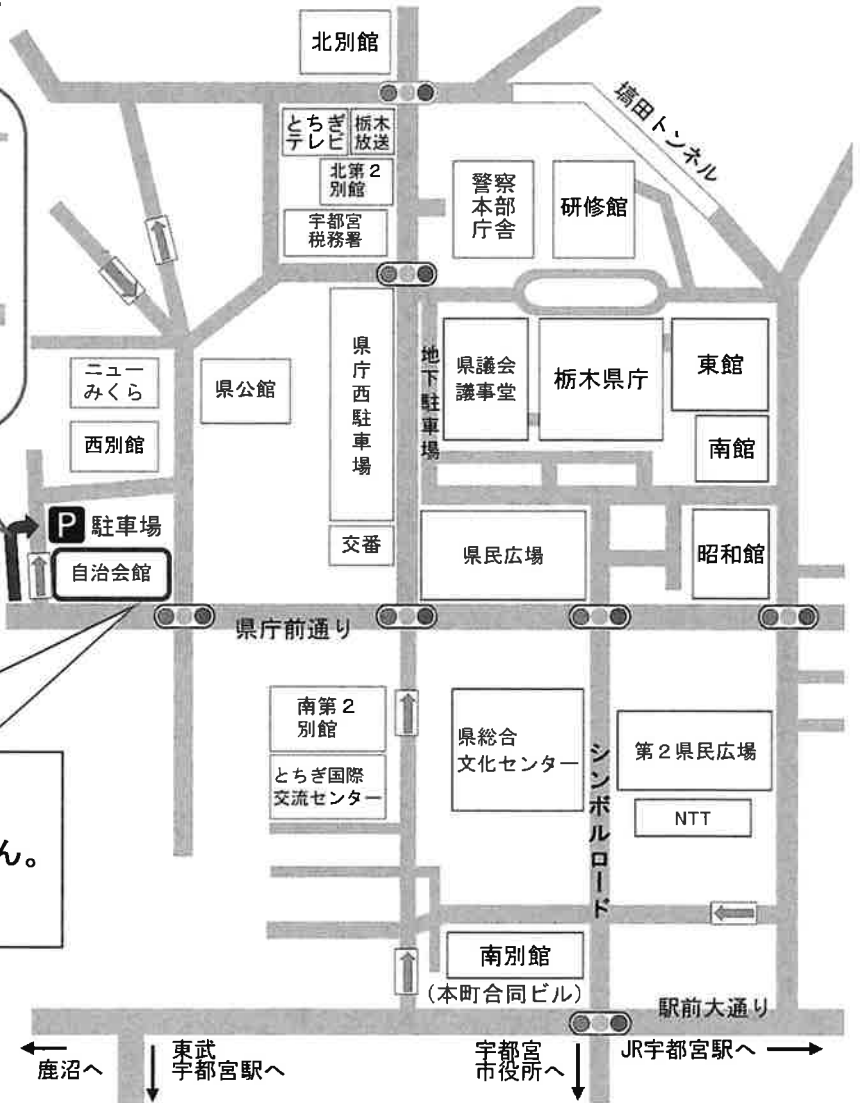 北別館
とちぎ
テレビ
栃木
放送
北第2
別館
宇都宮
税務署
塙田トンネル
警察
本部
庁舎
研修館
ニュー
みくら
県公館
県庁西駐車場
地下駐車場
県議会
議事堂
栃木県庁
東館
西別館
南館
P 駐車場
自治会館
交番
県民広場
昭和館
県庁前通り
南第2
別館
とちぎ国際
交流センター
県総合
文化センター
シンボルロード
第2県民広場
NTT
ん。
南別館
(本町合同ビル)
駅前大通り
鹿沼へ
東武
宇都宮駅へ
宇都宮
市役所へ
JR宇都宮駅へ